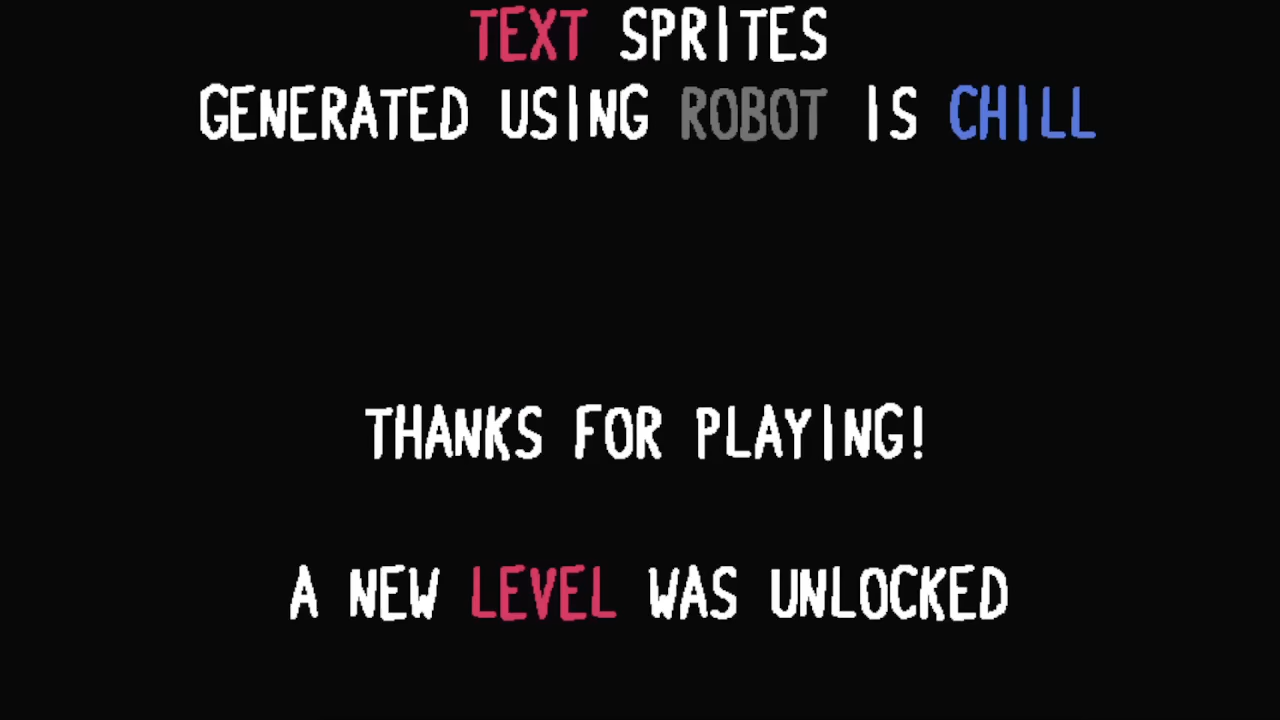 TEXT SPRITES
GENERATED USING ROBOT IS CHILL
THANKS FOR PLAYING!
A NEW LEVEL WAS UNLOCKED